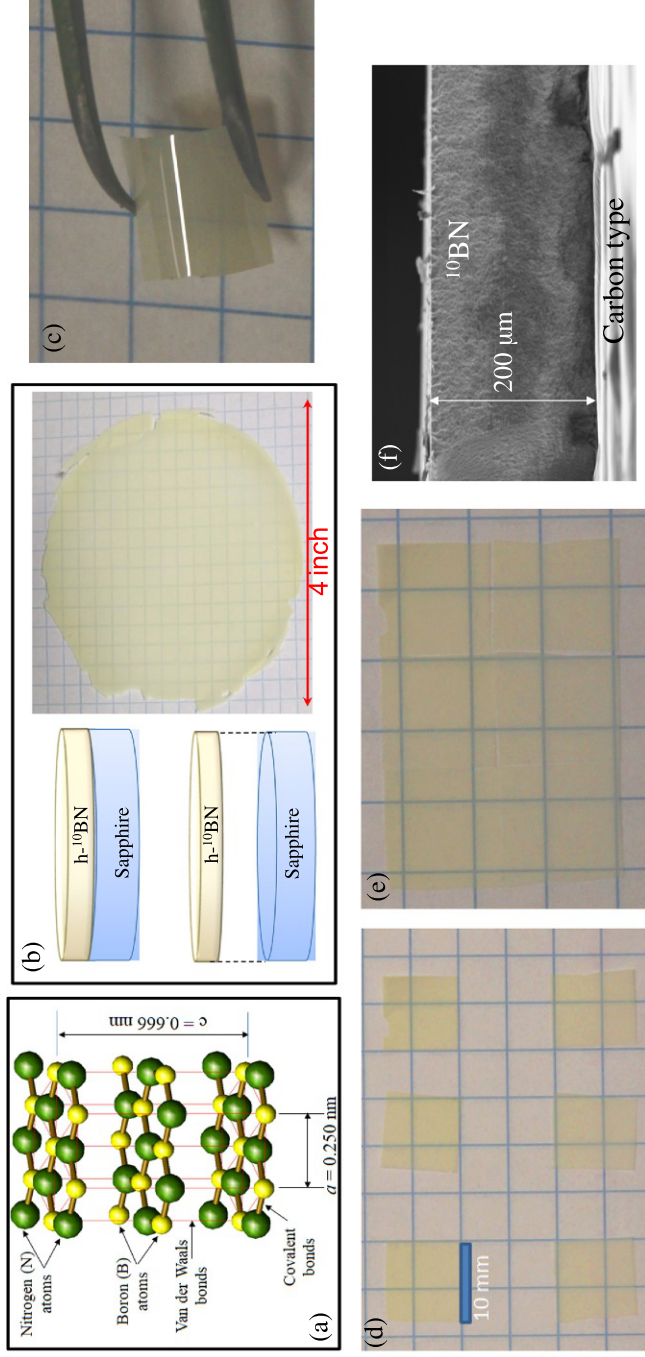 (a)
Nitrogen (N)
atoms
Boron (B)
atoms
Van der Waals
bonds
Covalent
bonds
a = 0.250 nm
c = 0.666 nm
(b)
h-¹⁰BN
Sapphire
h-¹⁰BN
Sapphire
4 inch
(c)
(d)
10 mm
(e)
(f)
200 μm
¹⁰BN
Carbon type